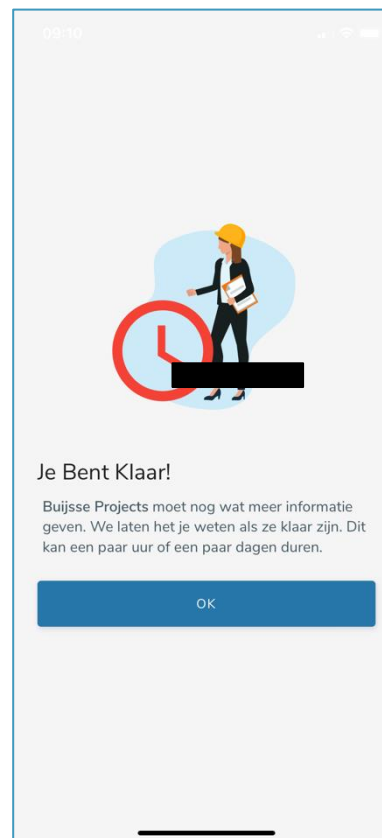 09:10
Je Bent Klaar!
Buijsse Projects moet nog wat meer informatie
geven. We laten het je weten als ze klaar zijn. Dit
kan een paar uur of een paar dagen duren.
OK